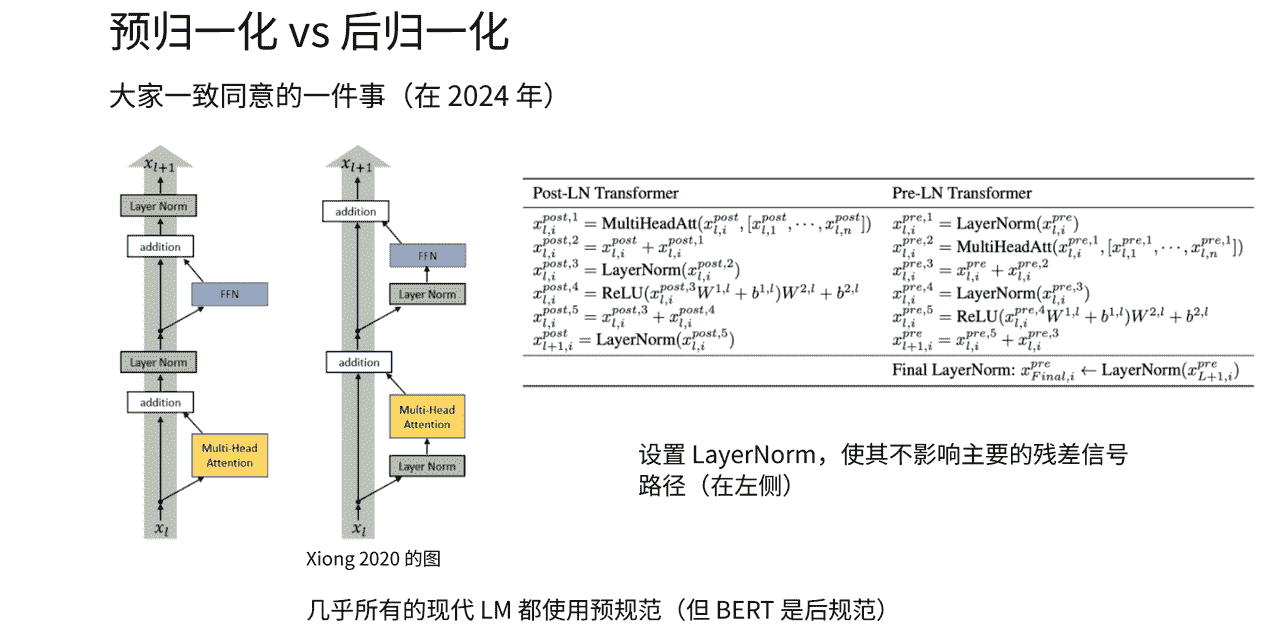 预归一化 vs 后归一化
大家一致同意的一件事（在 2024 年）
x_{l+1}
Layer Norm
addition
FFN
Layer Norm
addition
Multi-Head
Attention
x_l
x_{l+1}
addition
FFN
Layer Norm
addition
Multi-Head
Attention
Layer Norm
x_l
Xiong 2020 的图
Post-LN Transformer
x_{l,i}^{post,1} = MultiHeadAtt(x_{l,i}^{post}, [x_{l,1}^{post}, ⋯, x_{l,n}^{post}])
x_{l,i}^{post,2} = x_{l,i}^{post} + x_{l,i}^{post,1}
x_{l,i}^{post,3} = LayerNorm(x_{l,i}^{post,2})
x_{l,i}^{post,4} = ReLU(x_{l,i}^{post,3} W^{1,l} + b^{1,l})W^{2,l} + b^{2,l}
x_{l,i}^{post,5} = x_{l,i}^{post,3} + x_{l,i}^{post,4}
x_{l+1,i}^{post} = LayerNorm(x_{l,i}^{post,5})
Pre-LN Transformer
x_{l,i}^{pre,1} = LayerNorm(x_{l,i}^{pre})
x_{l,i}^{pre,2} = MultiHeadAtt(x_{l,i}^{pre,1}, [x_{l,1}^{pre,1}, ⋯, x_{l,n}^{pre,1}])
x_{l,i}^{pre,3} = x_{l,i}^{pre} + x_{l,i}^{pre,2}
x_{l,i}^{pre,4} = LayerNorm(x_{l,i}^{pre,3})
x_{l,i}^{pre,5} = ReLU(x_{l,i}^{pre,4} W^{1,l} + b^{1,l})W^{2,l} + b^{2,l}
x_{l+1,i}^{pre} = x_{l,i}^{pre,5} + x_{l,i}^{pre,3}
Final LayerNorm: x_{Final,i}^{pre} ← LayerNorm(x_{L+1,i}^{pre})
设置 LayerNorm，使其不影响主要的残差信号
路径（在左侧）
几乎所有的现代 LM 都使用预规范（但 BERT 是后规范）